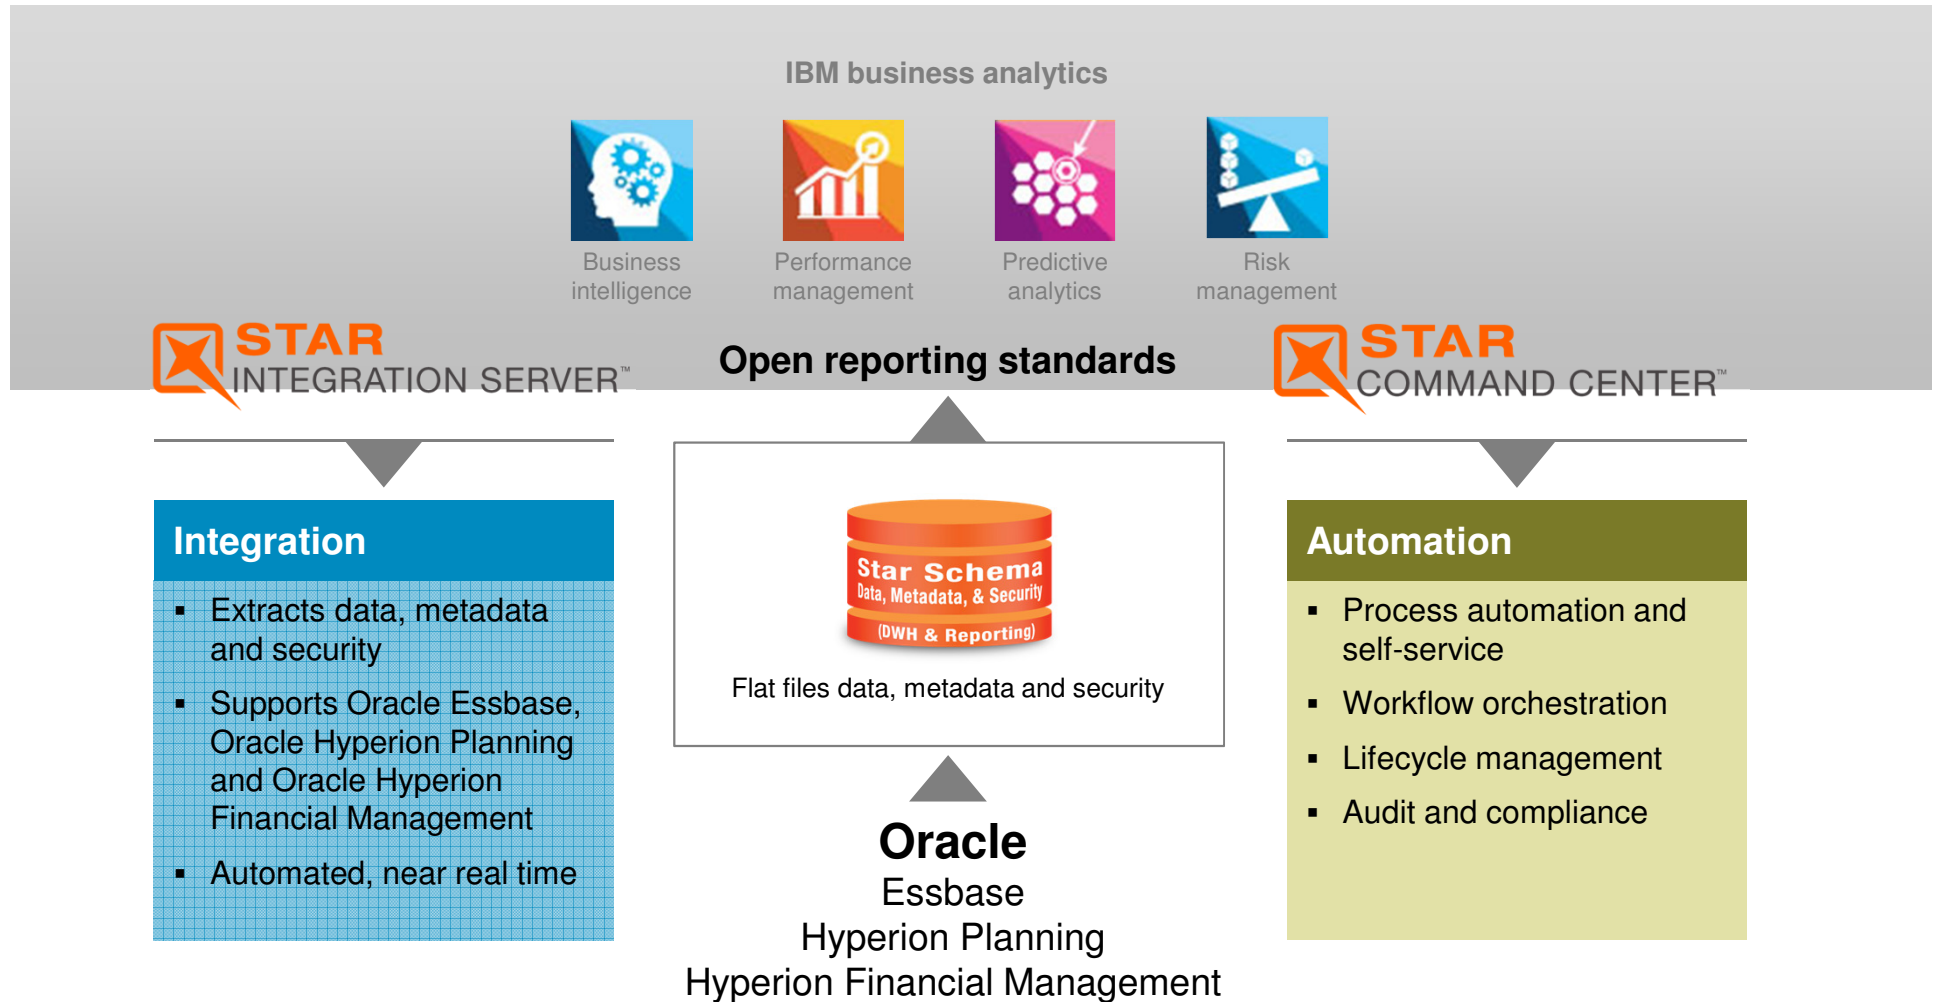 IBM business analytics
Business
intelligence
Performance
management
Predictive
analytics
Risk
management
STAR
INTEGRATION SERVER™
Open reporting standards
STAR
COMMAND CENTER™
Integration
▪ Extracts data, metadata
and security
▪ Supports Oracle Essbase,
Oracle Hyperion Planning
and Oracle Hyperion
Financial Management
▪ Automated, near real time
Star Schema
Data, Metadata, & Security
(DWH & Reporting)
Flat files data, metadata and security
Oracle
Essbase
Hyperion Planning
Hyperion Financial Management
Automation
▪ Process automation and
self-service
▪ Workflow orchestration
▪ Lifecycle management
▪ Audit and compliance